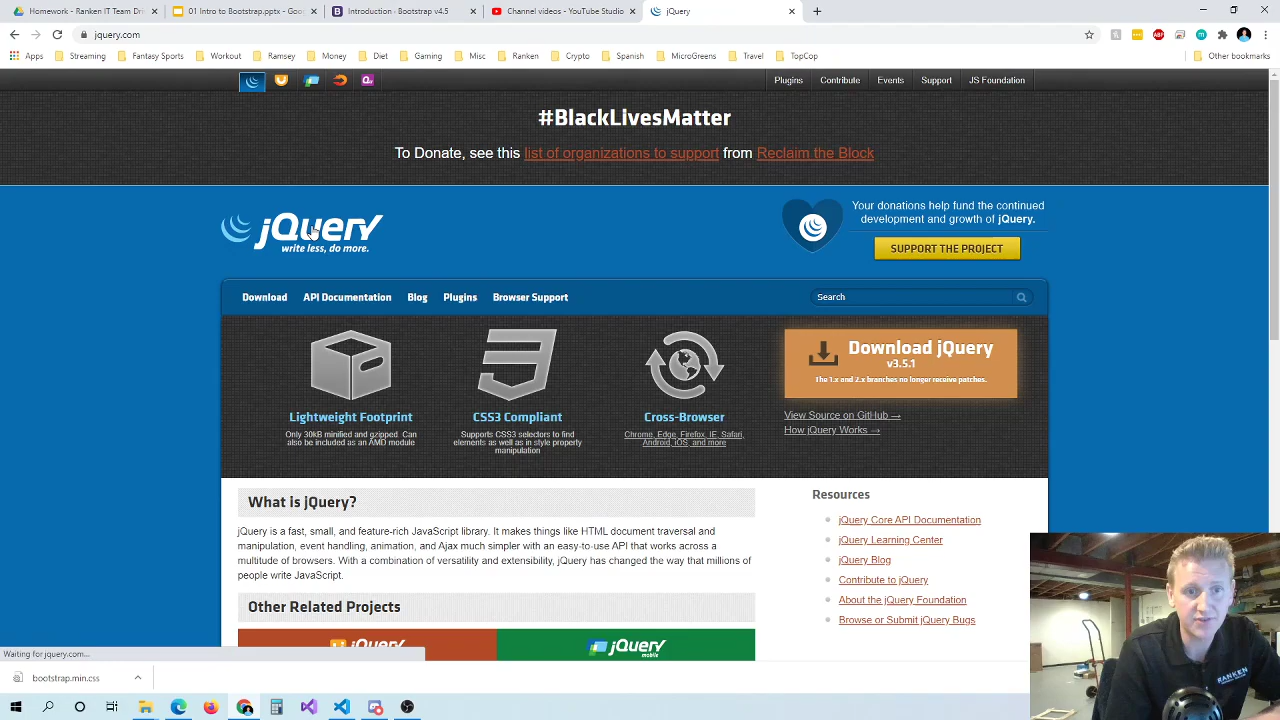 Homework - Ranken IT Team Driv
01 Intro to Bootstrap.pptx - Goog
Introduction · Bootstrap v4.5
Channel videos - YouTube Studio
jQuery
jquery.com
Apps
Streaming
Fantasy Sports
Workout
Ramsey
Money
Diet
Gaming
Misc
Ranken
Crypto
Spanish
MicroGreens
Travel
TopCop
Other bookmarks
Plugins
Contribute
Events
Support
JS Foundation
#BlackLivesMatter
To Donate, see this list of organizations to support from Reclaim the Block
jQuery
write less, do more.
Your donations help fund the continued
development and growth of jQuery.
SUPPORT THE PROJECT
Download
API Documentation
Blog
Plugins
Browser Support
Search
Lightweight Footprint
Only 30kB minified and gzipped. Can
also be included as an AMD module
CSS3 Compliant
Supports CSS3 selectors to find
elements as well as in style property
manipulation
Cross-Browser
Chrome, Edge, Firefox, IE, Safari,
Android, iOS, and more
Download jQuery
v3.5.1
The 1.x and 2.x branches no longer receive patches.
View Source on GitHub →
How jQuery Works →
What is jQuery?
jQuery is a fast, small, and feature-rich JavaScript library. It makes things like HTML document traversal and
manipulation, event handling, animation, and Ajax much simpler with an easy-to-use API that works across a
multitude of browsers. With a combination of versatility and extensibility, jQuery has changed the way that millions of
people write JavaScript.
Resources
jQuery Core API Documentation
jQuery Learning Center
jQuery Blog
Contribute to jQuery
About the jQuery Foundation
Browse or Submit jQuery Bugs
Other Related Projects
jQuery
jQuery
mobile
Waiting for jquery.com...
bootstrap.min.css
RANKEN